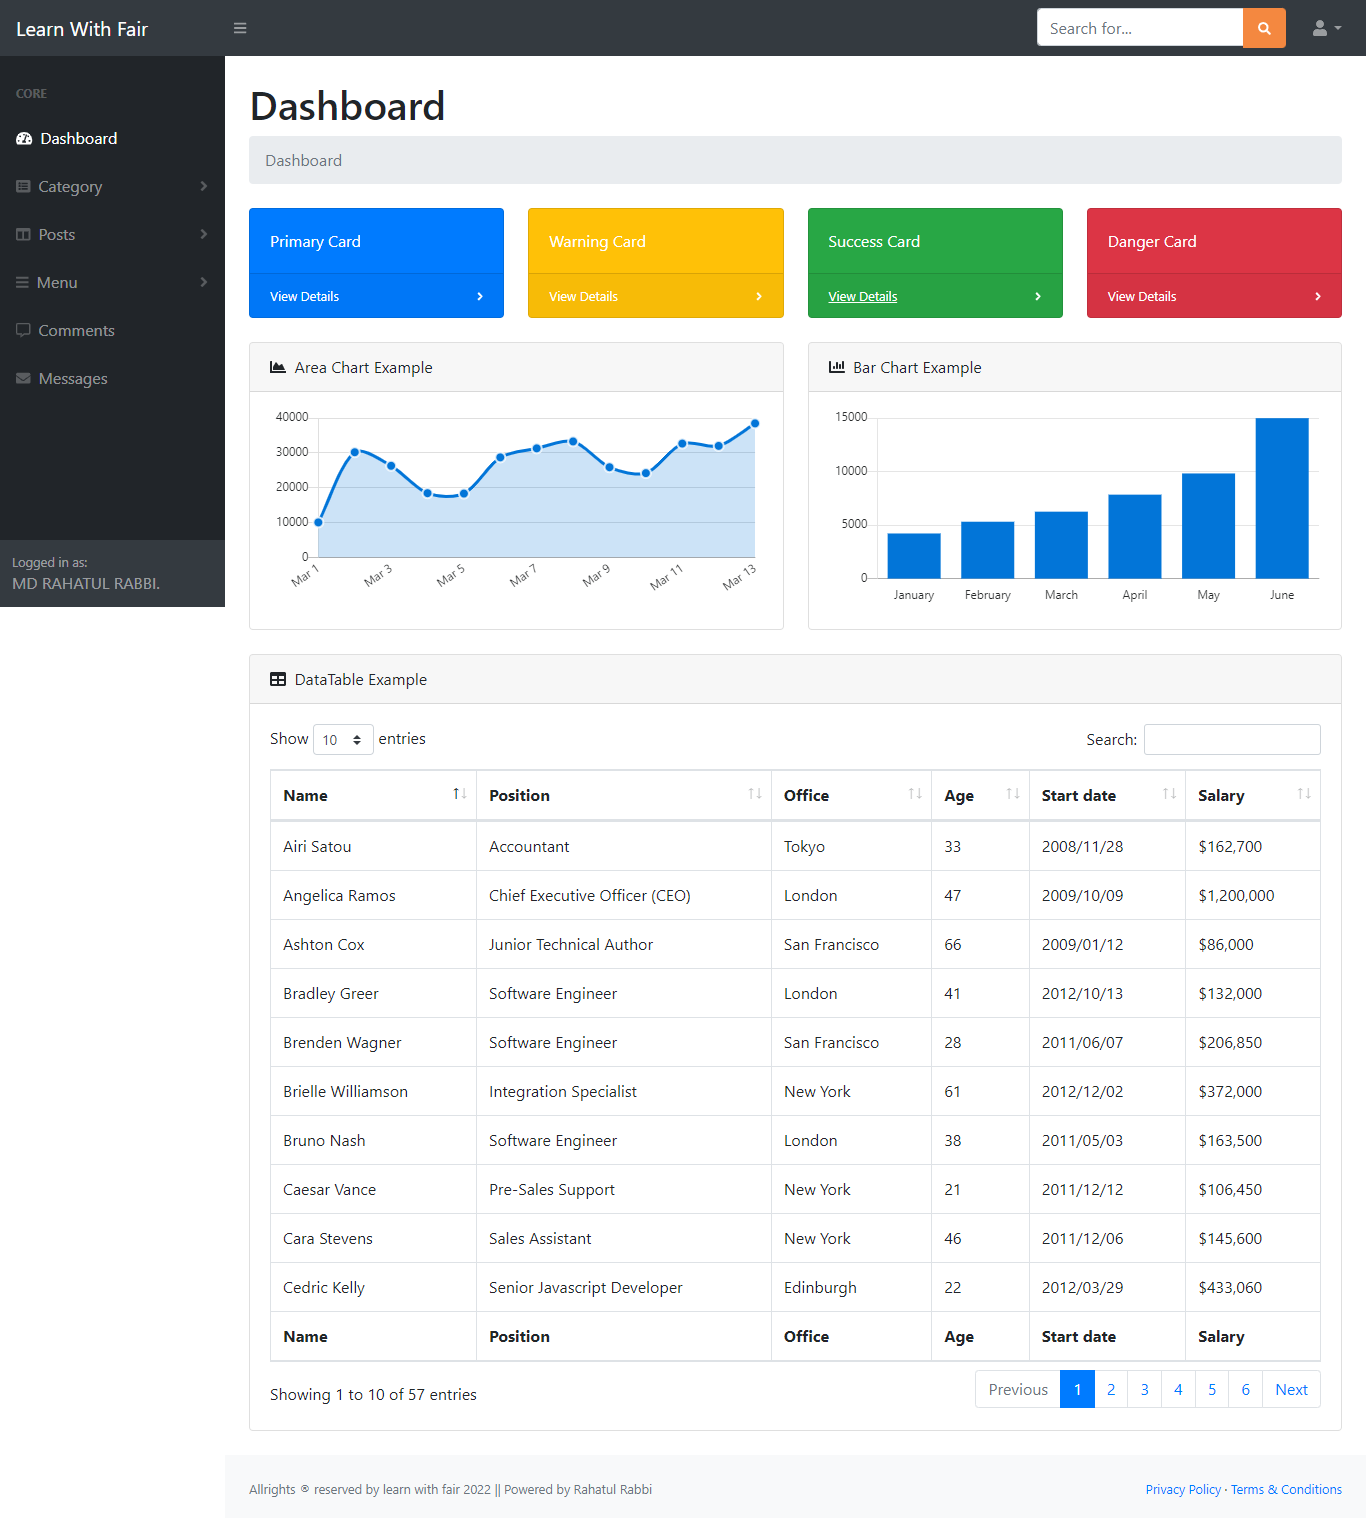 Learn With Fair
Search for...
CORE
Dashboard
Category
Posts
Menu
Comments
Messages
Logged in as:
MD RAHATUL RABBI.
Dashboard
Dashboard
Primary Card
View Details
Warning Card
View Details
Success Card
View Details
Danger Card
View Details
Area Chart Example
40000
30000
20000
10000
0
Mar 1 Mar 3 Mar 5 Mar 7 Mar 9 Mar 11 Mar 13
Bar Chart Example
15000
10000
5000
0
January February March April May June
DataTable Example
Show 10 entries
Search:
Name Position Office Age Start date Salary
Airi Satou Accountant Tokyo 33 2008/11/28 $162,700
Angelica Ramos Chief Executive Officer (CEO) London 47 2009/10/09 $1,200,000
Ashton Cox Junior Technical Author San Francisco 66 2009/01/12 $86,000
Bradley Greer Software Engineer London 41 2012/10/13 $132,000
Brenden Wagner Software Engineer San Francisco 28 2011/06/07 $206,850
Brielle Williamson Integration Specialist New York 61 2012/12/02 $372,000
Bruno Nash Software Engineer London 38 2011/05/03 $163,500
Caesar Vance Pre-Sales Support New York 21 2011/12/12 $106,450
Cara Stevens Sales Assistant New York 46 2011/12/06 $145,600
Cedric Kelly Senior Javascript Developer Edinburgh 22 2012/03/29 $433,060
Name Position Office Age Start date Salary
Showing 1 to 10 of 57 entries
Previous 1 2 3 4 5 6 Next
Allrights ® reserved by learn with fair 2022 || Powered by Rahatul Rabbi
Privacy Policy · Terms & Conditions